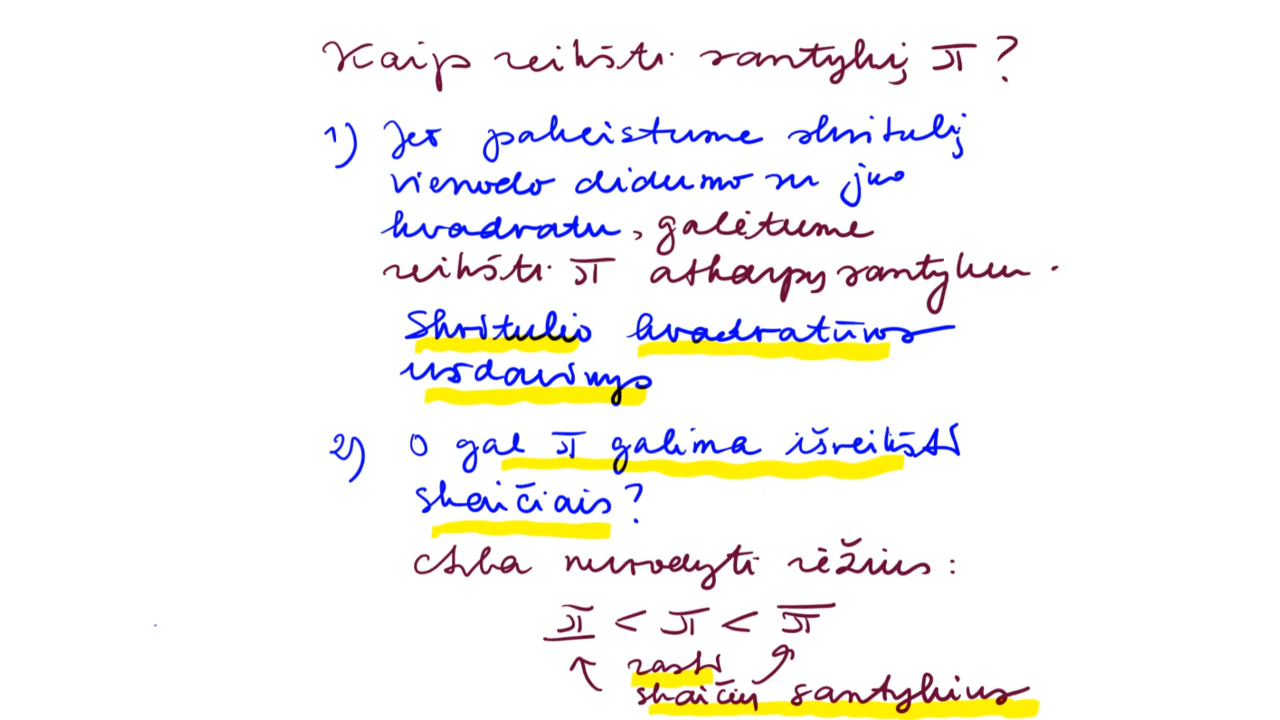 Kaip reikšti santykį π?
1) Jei pakeistume skritulį
vienodo didumo su juo
kvadratu, galėtume
reikšti π atkarpų santykiu.
Skritulio kvadratūros
uždavinys
2) O gal π galima išreikšti
skaičiais?
Arba nurodyti rėžius:
π < π < π
rasti
skaičių santykius